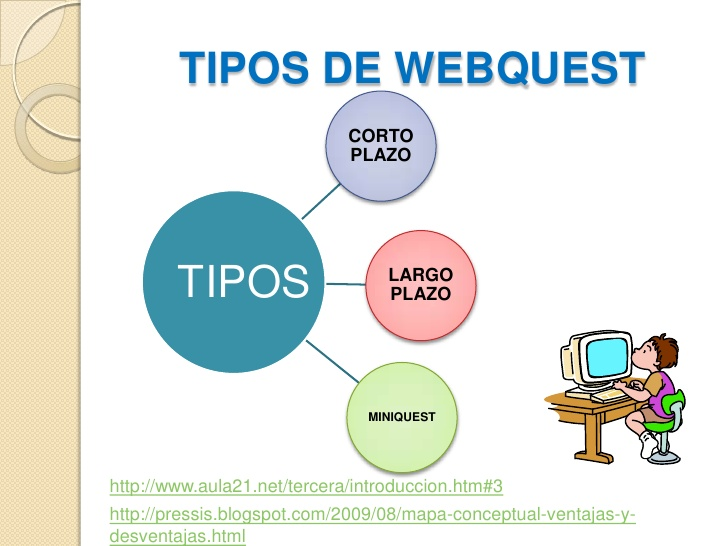 TIPOS DE WEBQUEST
CORTO
PLAZO
TIPOS
LARGO
PLAZO
MINIQUEST
http://www.aula21.net/tercera/introduccion.htm#3
http://pressis.blogspot.com/2009/08/mapa-conceptual-ventajas-y-
desventajas.html